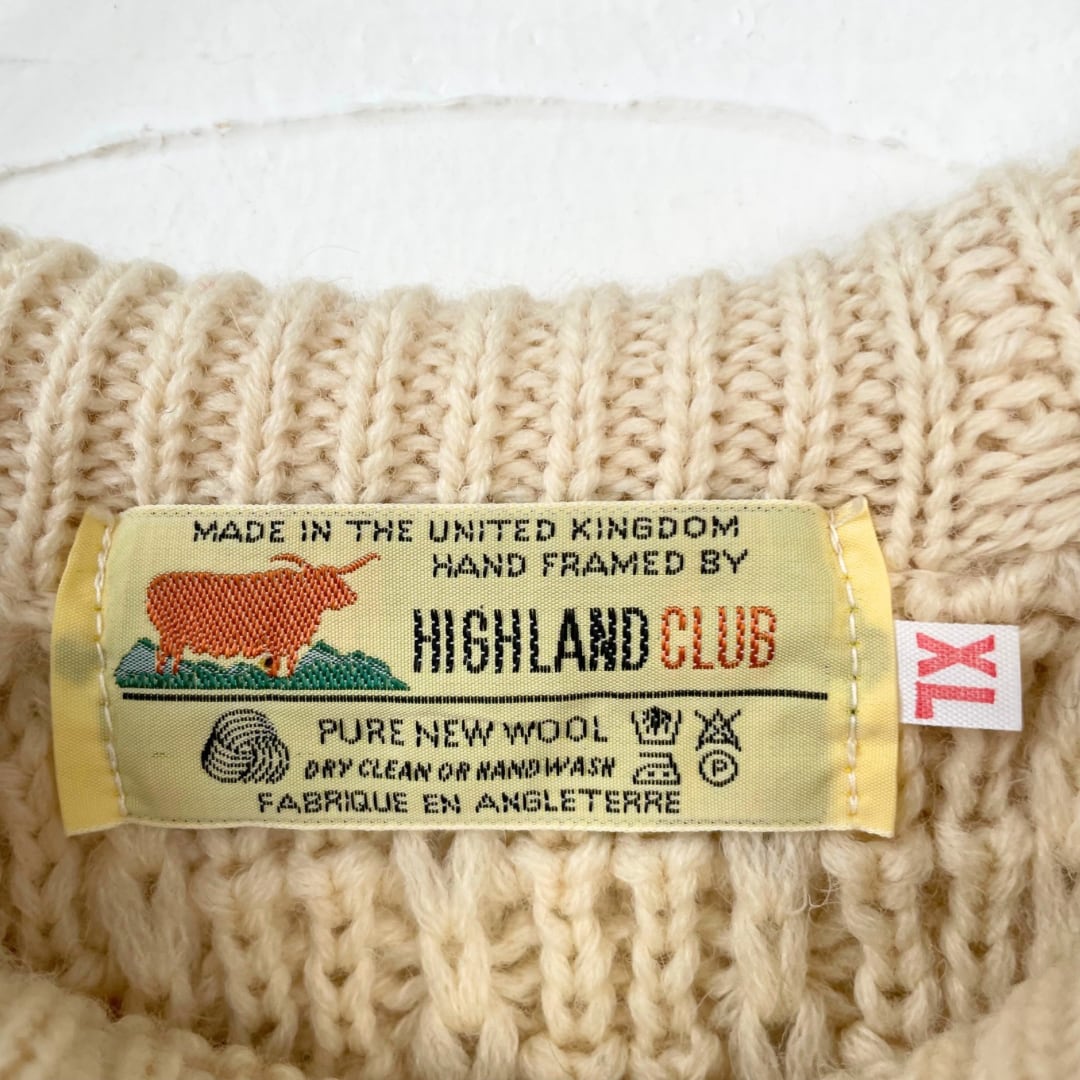 MADE IN THE UNITED KINGDOM
HAND FRAMED BY
HIGHLAND CLUB
XL
PURE NEW WOOL
DRY CLEAN OR HAND WASH
P
FABRIQUE EN ANGLETERRE